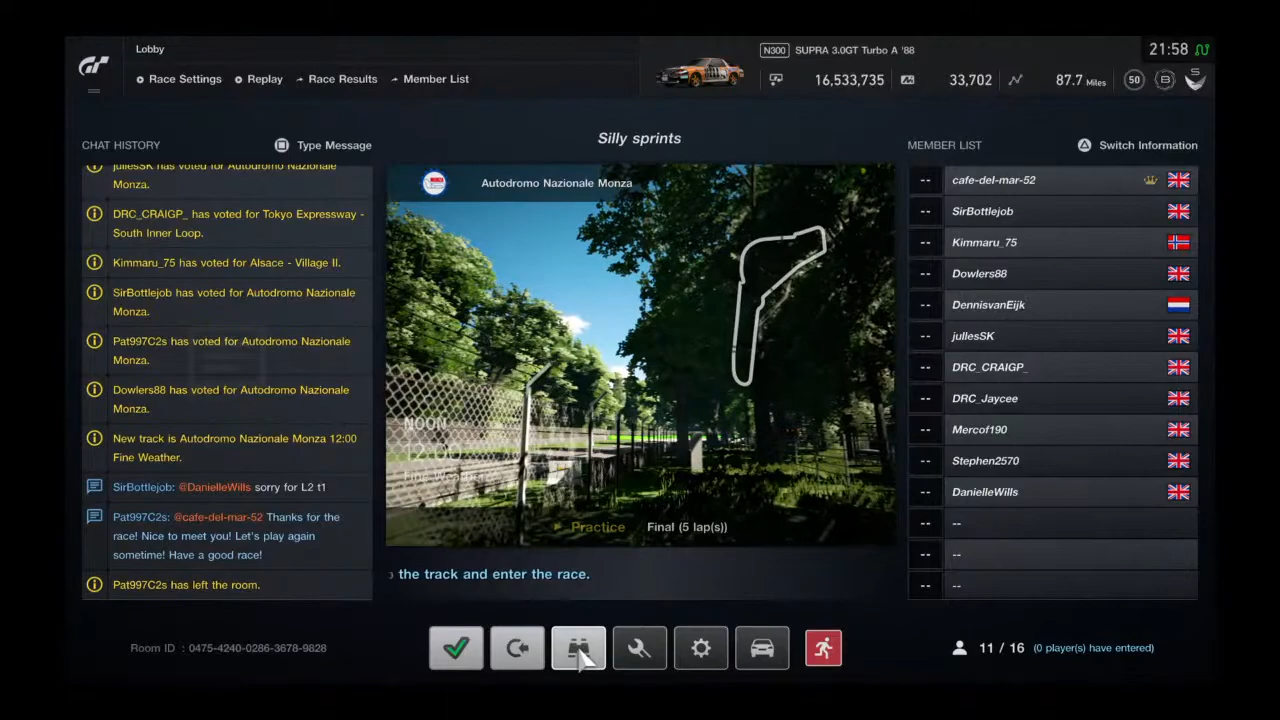 Lobby
N300 SUPRA 3.0GT Turbo A '88
21:58
Race Settings Replay Race Results Member List
16,533,735 33,702 87.7 Miles 50 B S
Silly sprints
CHAT HISTORY Type Message
MEMBER LIST Switch Information
jullesSK has voted for Autodromo Nazionale
Monza.
DRC_CRAIGP_ has voted for Tokyo Expressway -
South Inner Loop.
Kimmaru_75 has voted for Alsace - Village II.
SirBottlejob has voted for Autodromo Nazionale
Monza.
Pat997C2s has voted for Autodromo Nazionale
Monza.
Dowlers88 has voted for Autodromo Nazionale
Monza.
New track is Autodromo Nazionale Monza 12:00
Fine Weather.
SirBottlejob: @DanielleWills sorry for L2 t1
Pat997C2s: @cafe-del-mar-52 Thanks for the
race! Nice to meet you! Let's play again
sometime! Have a good race!
Pat997C2s has left the room.
Autodromo Nazionale Monza
NOON
12:00
Fine Weather
Practice Final (5 lap(s))
the track and enter the race.
-- cafe-del-mar-52
-- SirBottlejob
-- Kimmaru_75
-- Dowlers88
-- DennisvanEijk
-- jullesSK
-- DRC_CRAIGP_
-- DRC_Jaycee
-- Mercof190
-- Stephen2570
-- DanielleWills
-- --
-- --
-- --
Room ID : 0475-4240-0286-3678-9828
11 / 16 (0 player(s) have entered)